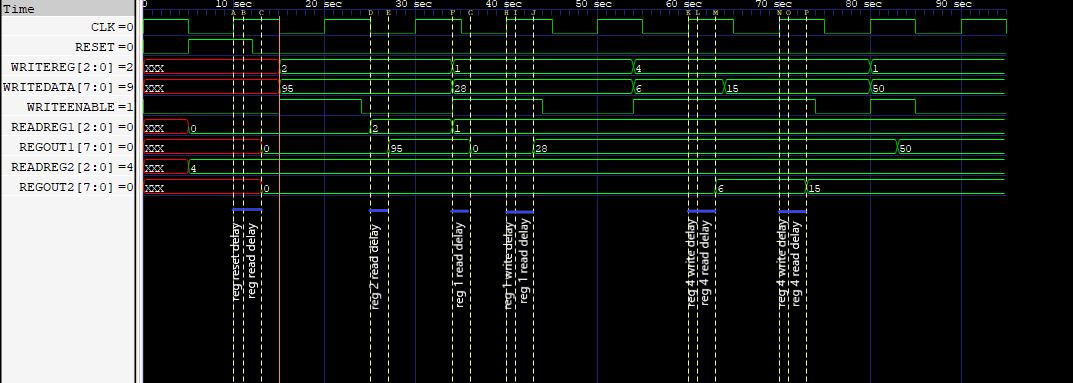 Time
0 10 sec 20 sec 30 sec 40 sec 50 sec 60 sec 70 sec 80 sec 90 sec
A B C D E F G H I J K L M N O P
CLK=0
RESET=0
WRITEREG[2:0]=2 XXX 2 1 4 1
WRITEDATA[7:0]=9 XXX 95 28 6 15 50
WRITEENABLE=1
READREG1[2:0]=0 XXX 0 2 1
REGOUT1[7:0]=0 XXX 0 95 0 28 50
READREG2[2:0]=4 XXX 4
REGOUT2[7:0]=0 XXX 0 6 15
reg reset delay
reg read delay
reg 2 read delay
reg 1 read delay
reg 1 write delay
reg 1 read delay
reg 4 write delay
reg 4 read delay
reg 4 write delay
reg 4 read delay